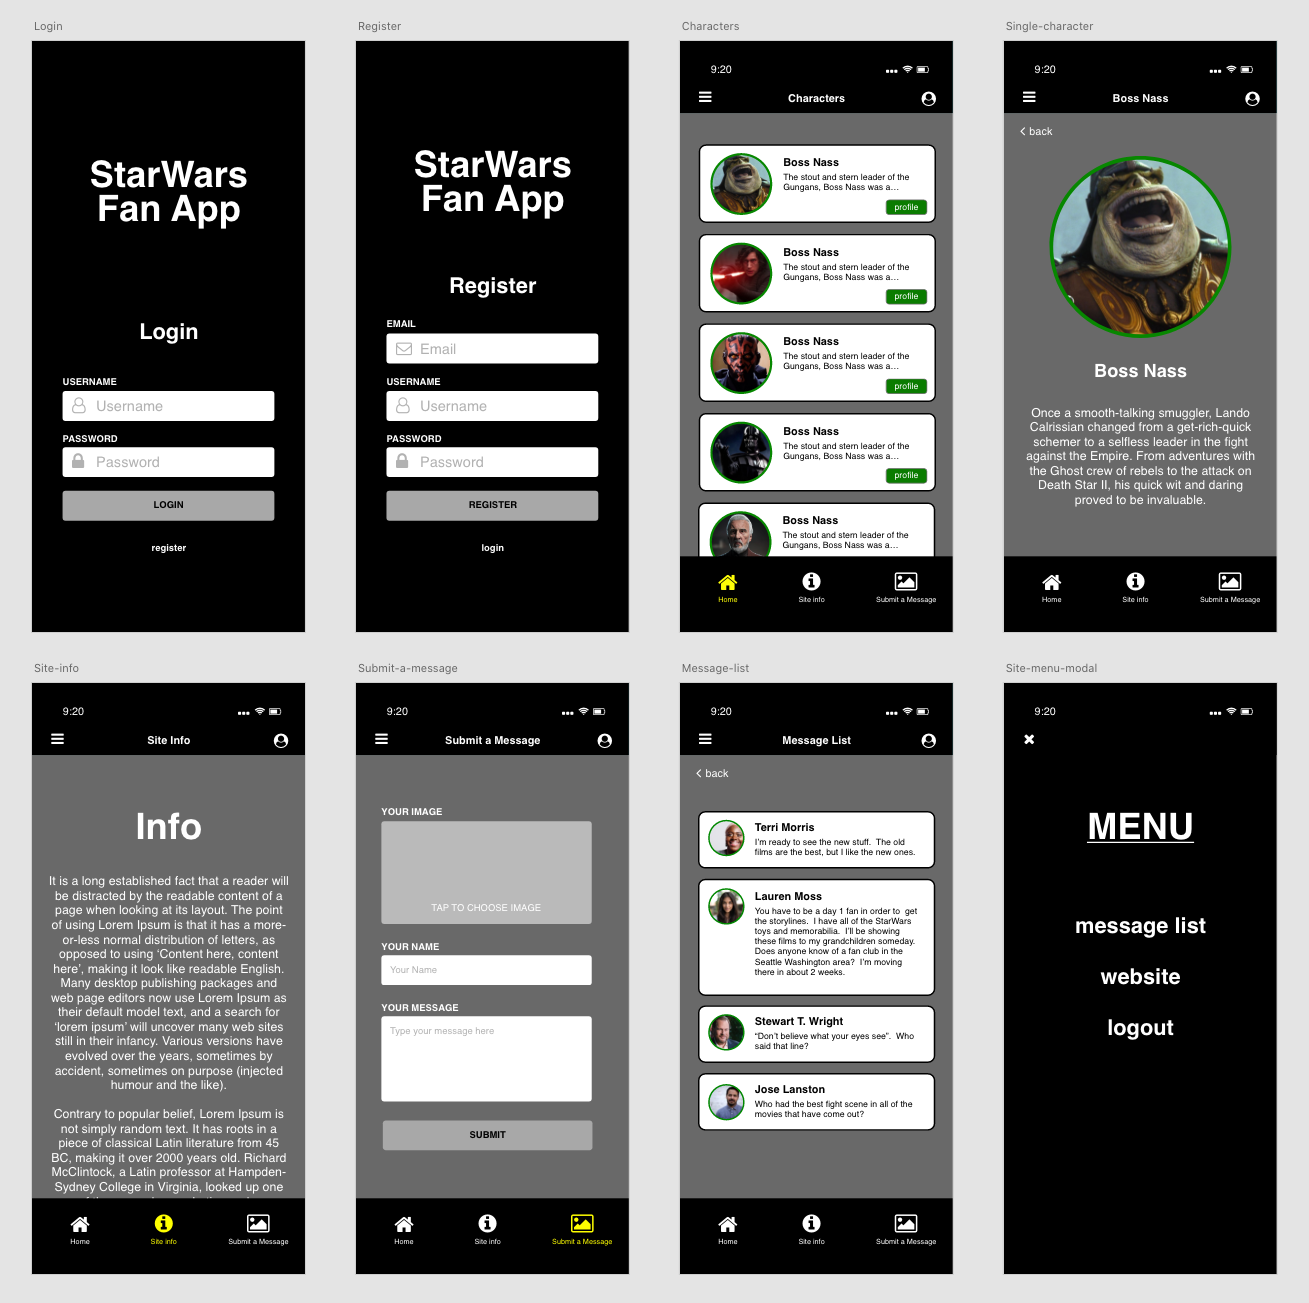 Login
StarWars
Fan App
Login
USERNAME
Username
PASSWORD
Password
LOGIN
register
Register
StarWars
Fan App
Register
EMAIL
Email
USERNAME
Username
PASSWORD
Password
REGISTER
login
Characters
9:20
Characters
Boss Nass
The stout and stern leader of the
Gungans, Boss Nass was a...
profile
Boss Nass
The stout and stern leader of the
Gungans, Boss Nass was a...
profile
Boss Nass
The stout and stern leader of the
Gungans, Boss Nass was a...
profile
Boss Nass
The stout and stern leader of the
Gungans, Boss Nass was a...
profile
Boss Nass
The stout and stern leader of the
Gungans, Boss Nass was a...
Home
Site info
Submit a Message
Single-character
9:20
Boss Nass
back
Boss Nass
Once a smooth-talking smuggler, Lando
Calrissian changed from a get-rich-quick
schemer to a selfless leader in the fight
against the Empire. From adventures with
the Ghost crew of rebels to the attack on
Death Star II, his quick wit and daring
proved to be invaluable.
Home
Site info
Submit a Message
Site-info
9:20
Site Info
Info
It is a long established fact that a reader will
be distracted by the readable content of a
page when looking at its layout. The point
of using Lorem Ipsum is that it has a more-
or-less normal distribution of letters, as
opposed to using ‘Content here, content
here’, making it look like readable English.
Many desktop publishing packages and
web page editors now use Lorem Ipsum as
their default model text, and a search for
‘lorem ipsum’ will uncover many web sites
still in their infancy. Various versions have
evolved over the years, sometimes by
accident, sometimes on purpose (injected
humour and the like).
Contrary to popular belief, Lorem Ipsum is
not simply random text. It has roots in a
piece of classical Latin literature from 45
BC, making it over 2000 years old. Richard
McClintock, a Latin professor at Hampden-
Sydney College in Virginia, looked up one
Home
Site info
Submit a Message
Submit-a-message
9:20
Submit a Message
YOUR IMAGE
TAP TO CHOOSE IMAGE
YOUR NAME
Your Name
YOUR MESSAGE
Type your message here
SUBMIT
Home
Site info
Submit a Message
Message-list
9:20
Message List
back
Terri Morris
I’m ready to see the new stuff. The old
films are the best, but I like the new ones.
Lauren Moss
You have to be a day 1 fan in order to get
the storylines. I have all of the StarWars
toys and memorabilia. I’ll be showing
these films to my grandchildren someday.
Does anyone know of a fan club in the
Seattle Washington area? I’m moving
there in about 2 weeks.
Stewart T. Wright
“Don’t believe what your eyes see”. Who
said that line?
Jose Lanston
Who had the best fight scene in all of the
movies that have come out?
Home
Site info
Submit a Message
Site-menu-modal
9:20
MENU
message list
website
logout